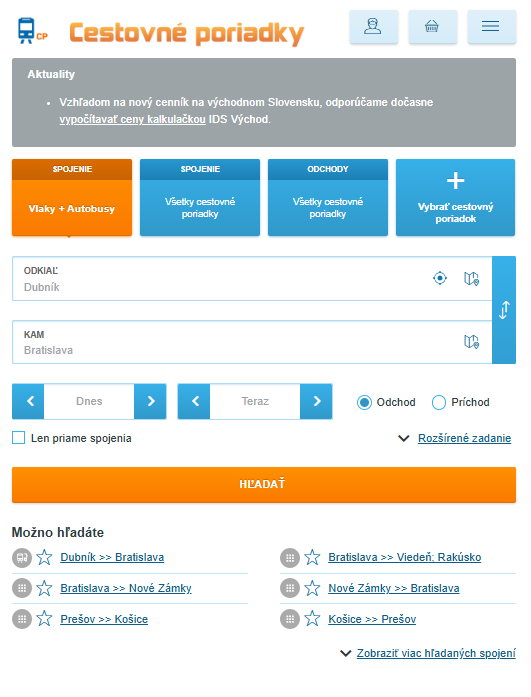 CP
Cestovné poriadky
Aktuality
• Vzhľadom na nový cenník na východnom Slovensku, odporúčame dočasne
vypočítavať ceny kalkulačkou IDS Východ.
SPOJENIE
Vlaky + Autobusy
SPOJENIE
Všetky cestovné
poriadky
ODCHODY
Všetky cestovné
poriadky
Vybrať cestovný
poriadok
ODKIAĽ
Dubník
KAM
Bratislava
Dnes
Teraz
Odchod
Príchod
Len priame spojenia
Rozšírené zadanie
HĽADAŤ
Možno hľadáte
Dubník >> Bratislava
Bratislava >> Viedeň: Rakúsko
Bratislava >> Nové Zámky
Nové Zámky >> Bratislava
Prešov >> Košice
Košice >> Prešov
Zobraziť viac hľadaných spojení